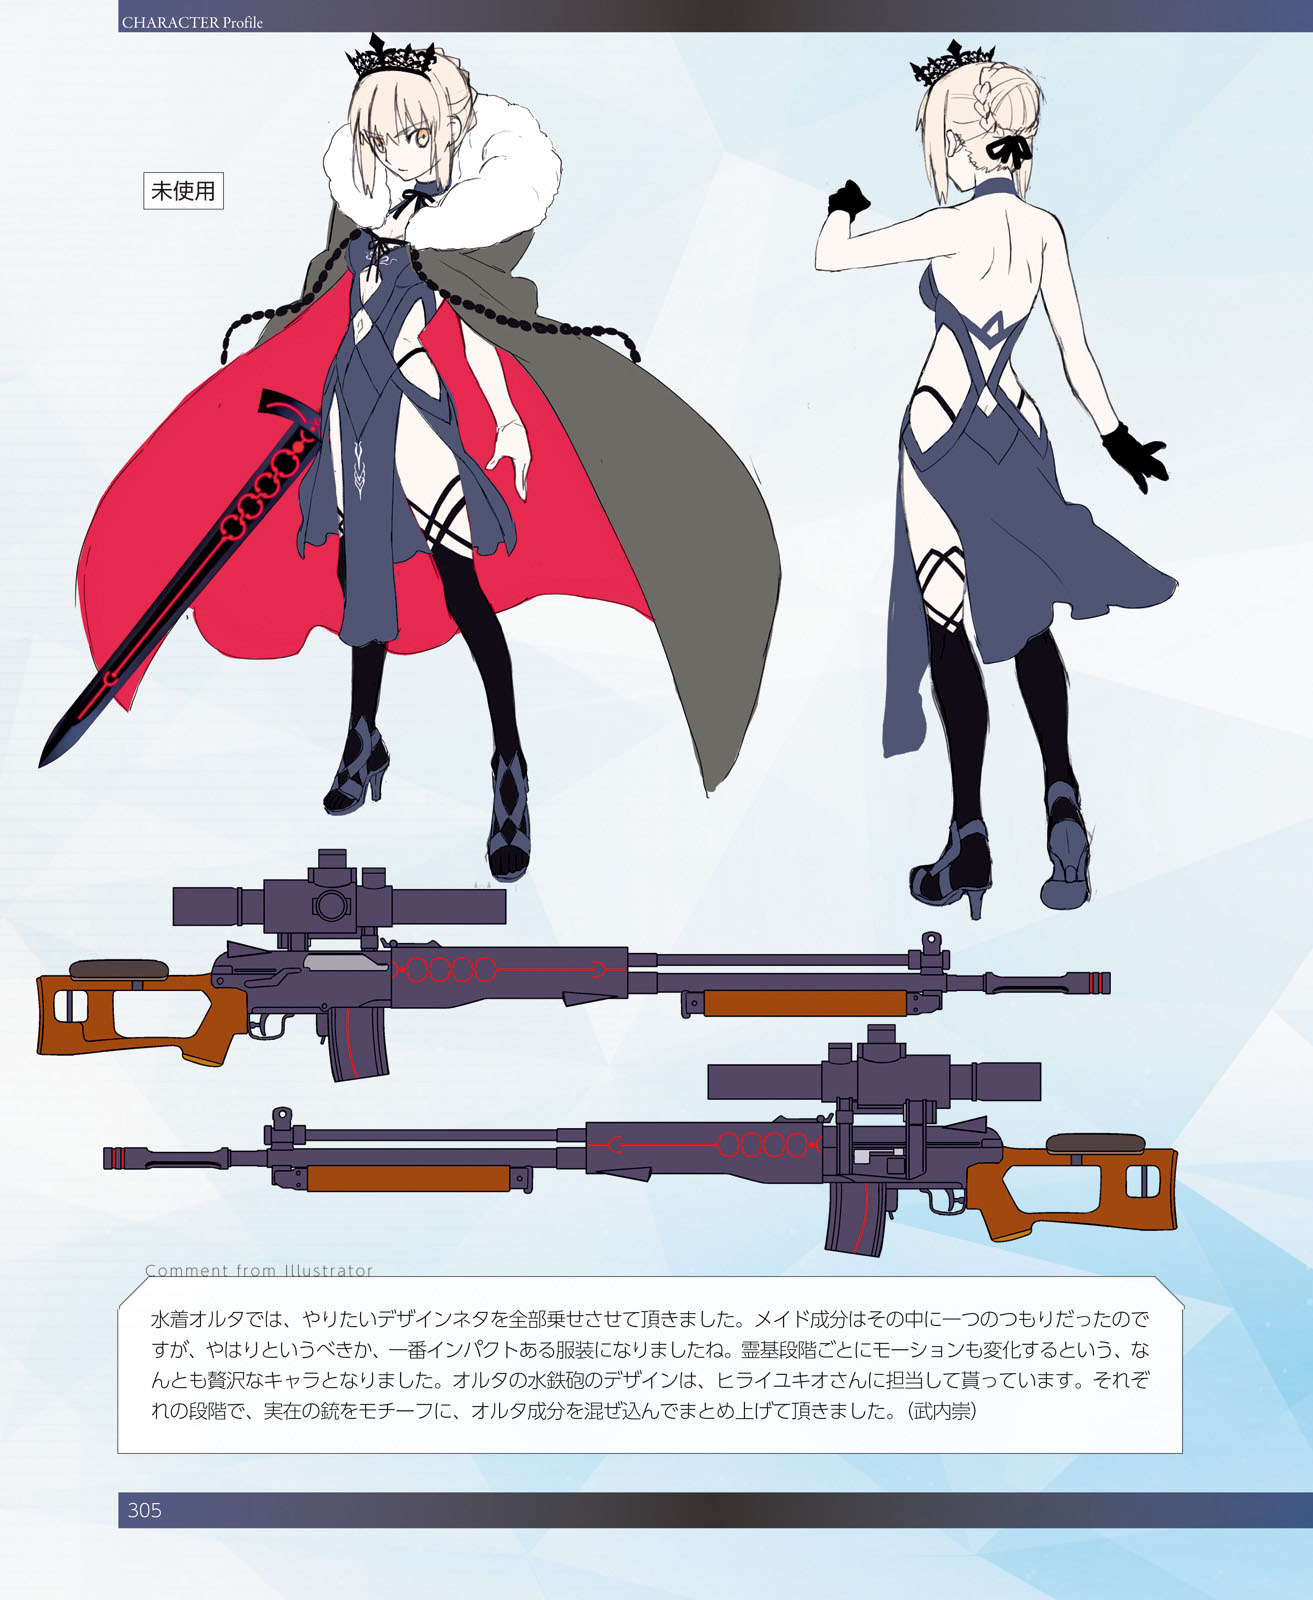 CHARACTER Profile
未使用
Comment from Illustrator
水着オルタでは、やりたいデザインネタを全部乗せさせて頂きました。メイド成分はその中に一つのつもりだったので
すが、やはりというべきか、一番インパクトある服装になりましたね。霊基段階ごとにモーションも変化するという、な
んとも贅沢なキャラとなりました。オルタの水鉄砲のデザインは、ヒライユキオさんに担当して貰っています。それぞ
れの段階で、実在の銃をモチーフに、オルタ成分を混ぜ込んでまとめ上げて頂きました。（武内崇）
305